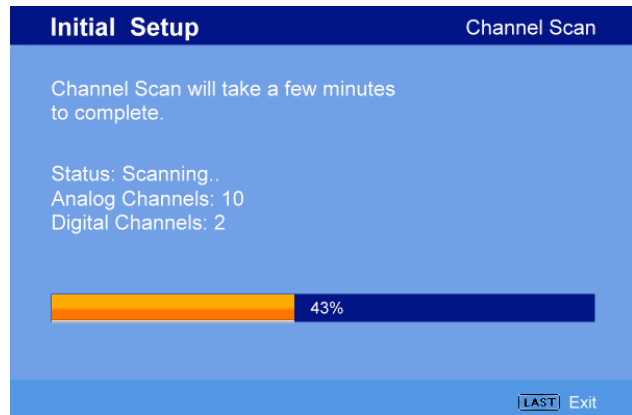 Initial Setup
Channel Scan
Channel Scan will take a few minutes
to complete.
Status: Scanning..
Analog Channels: 10
Digital Channels: 2
43%
LAST Exit